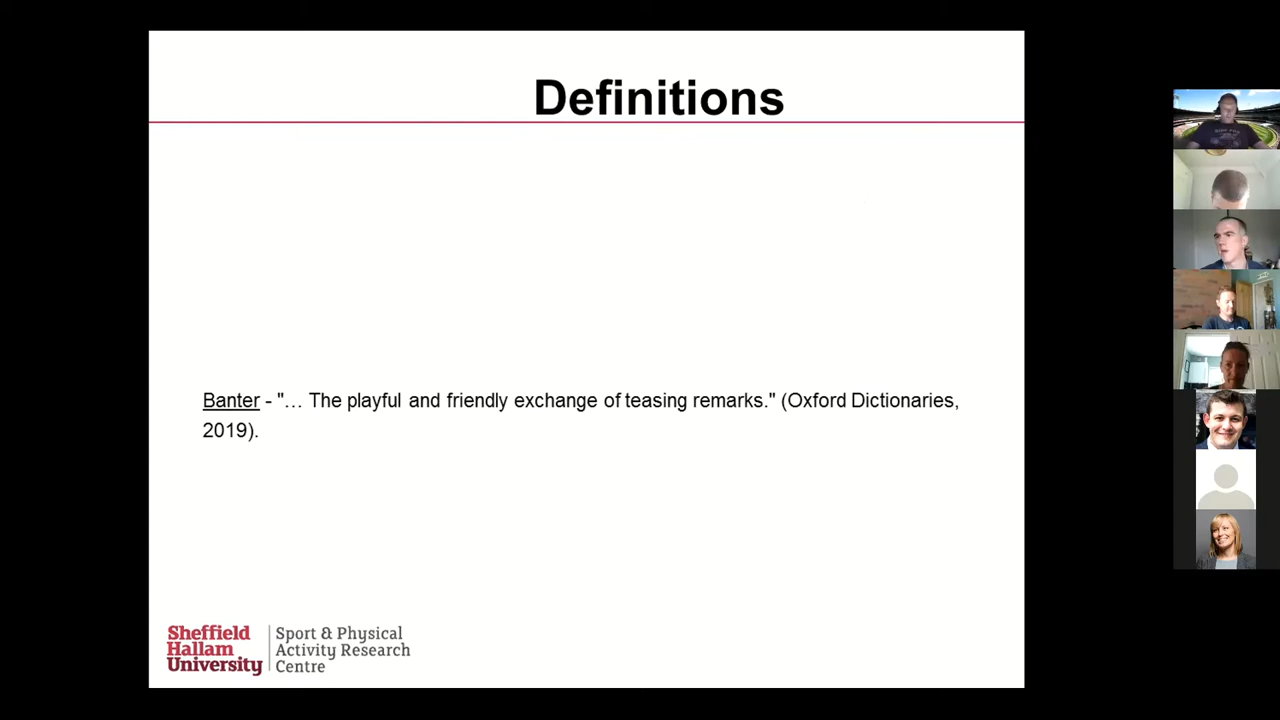 Definitions
Banter - "… The playful and friendly exchange of teasing remarks." (Oxford Dictionaries,
2019).
Sheffield
Hallam
University
Sport & Physical
Activity Research
Centre